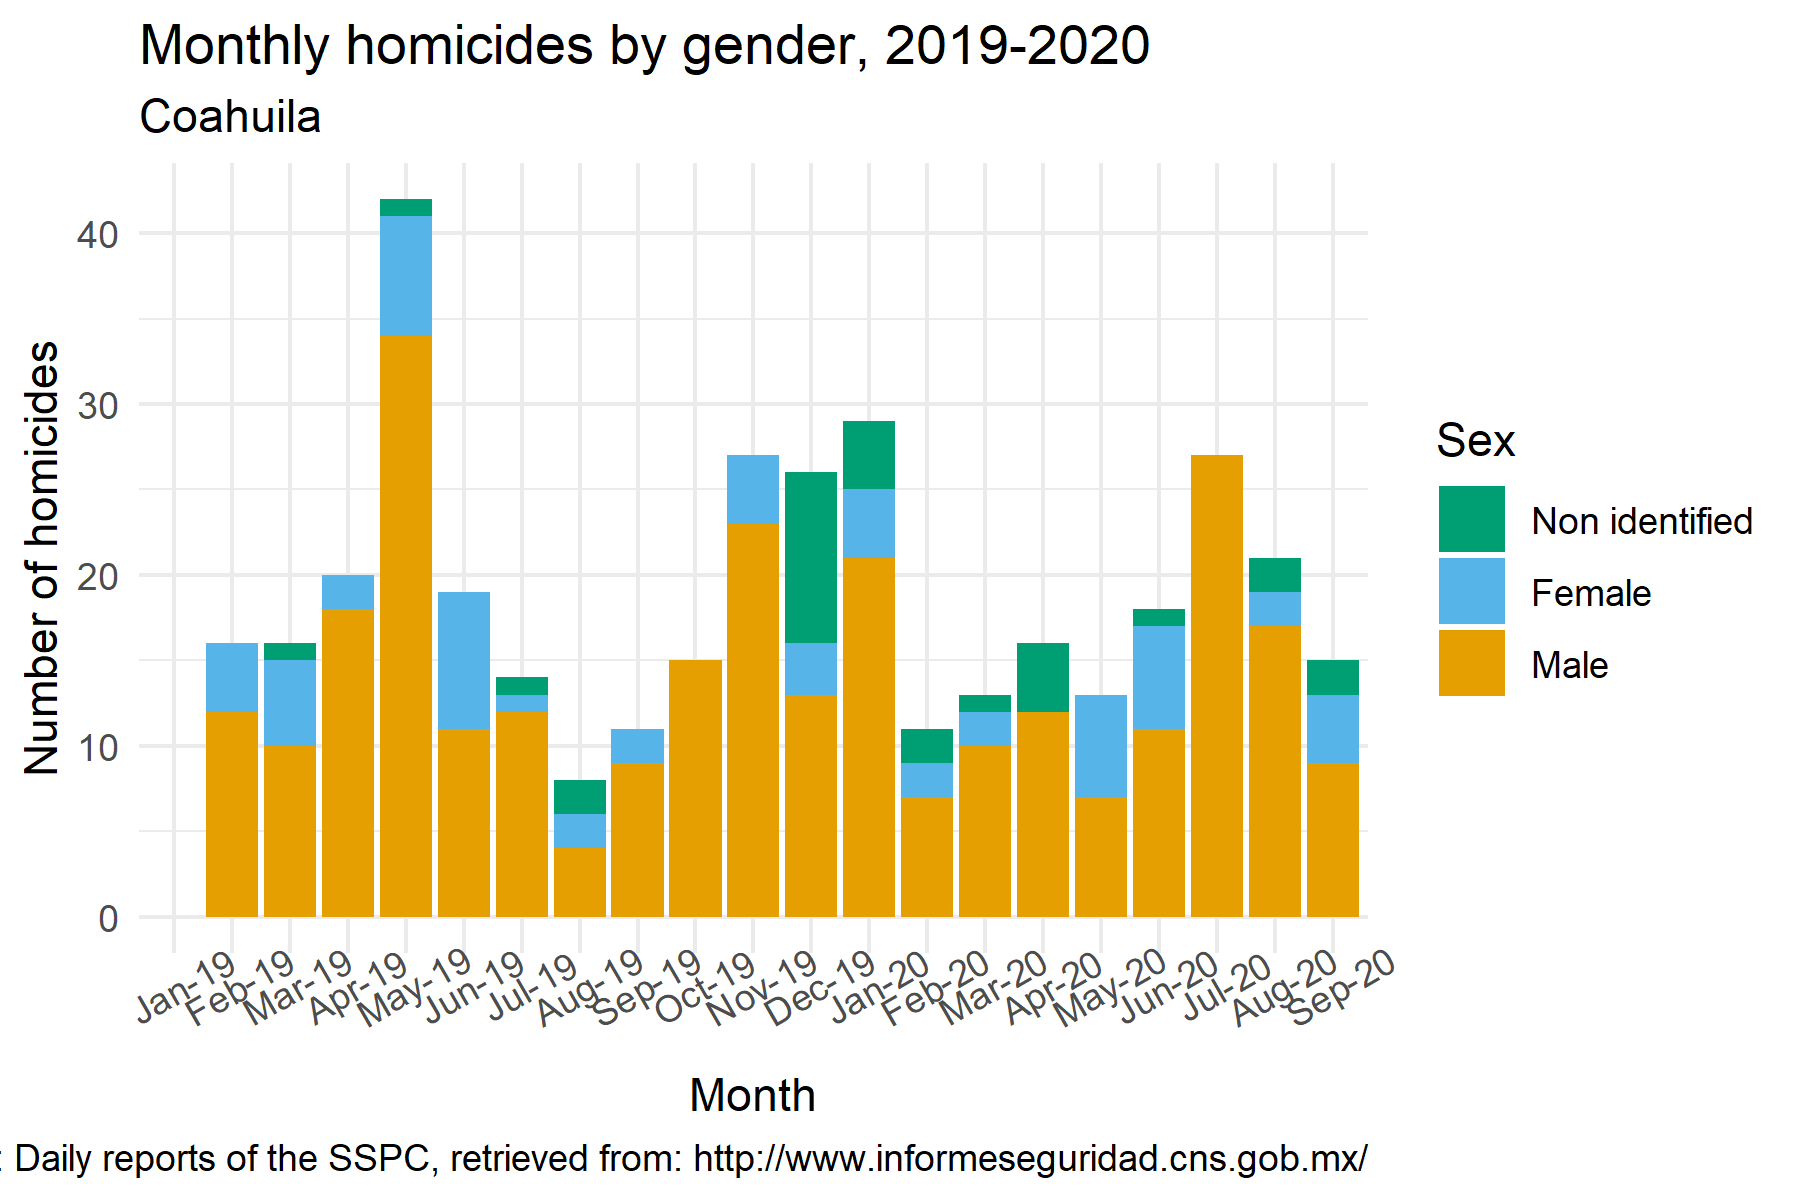 Monthly homicides by gender, 2019-2020
Coahuila
Number of homicides
40
30
20
10
0
Jan-19
Feb-19
Mar-19
Apr-19
May-19
Jun-19
Jul-19
Aug-19
Sep-19
Oct-19
Nov-19
Dec-19
Jan-20
Feb-20
Mar-20
Apr-20
May-20
Jun-20
Jul-20
Aug-20
Sep-20
Month
Sex
Non identified
Female
Male
: Daily reports of the SSPC, retrieved from: http://www.informeseguridad.cns.gob.mx/